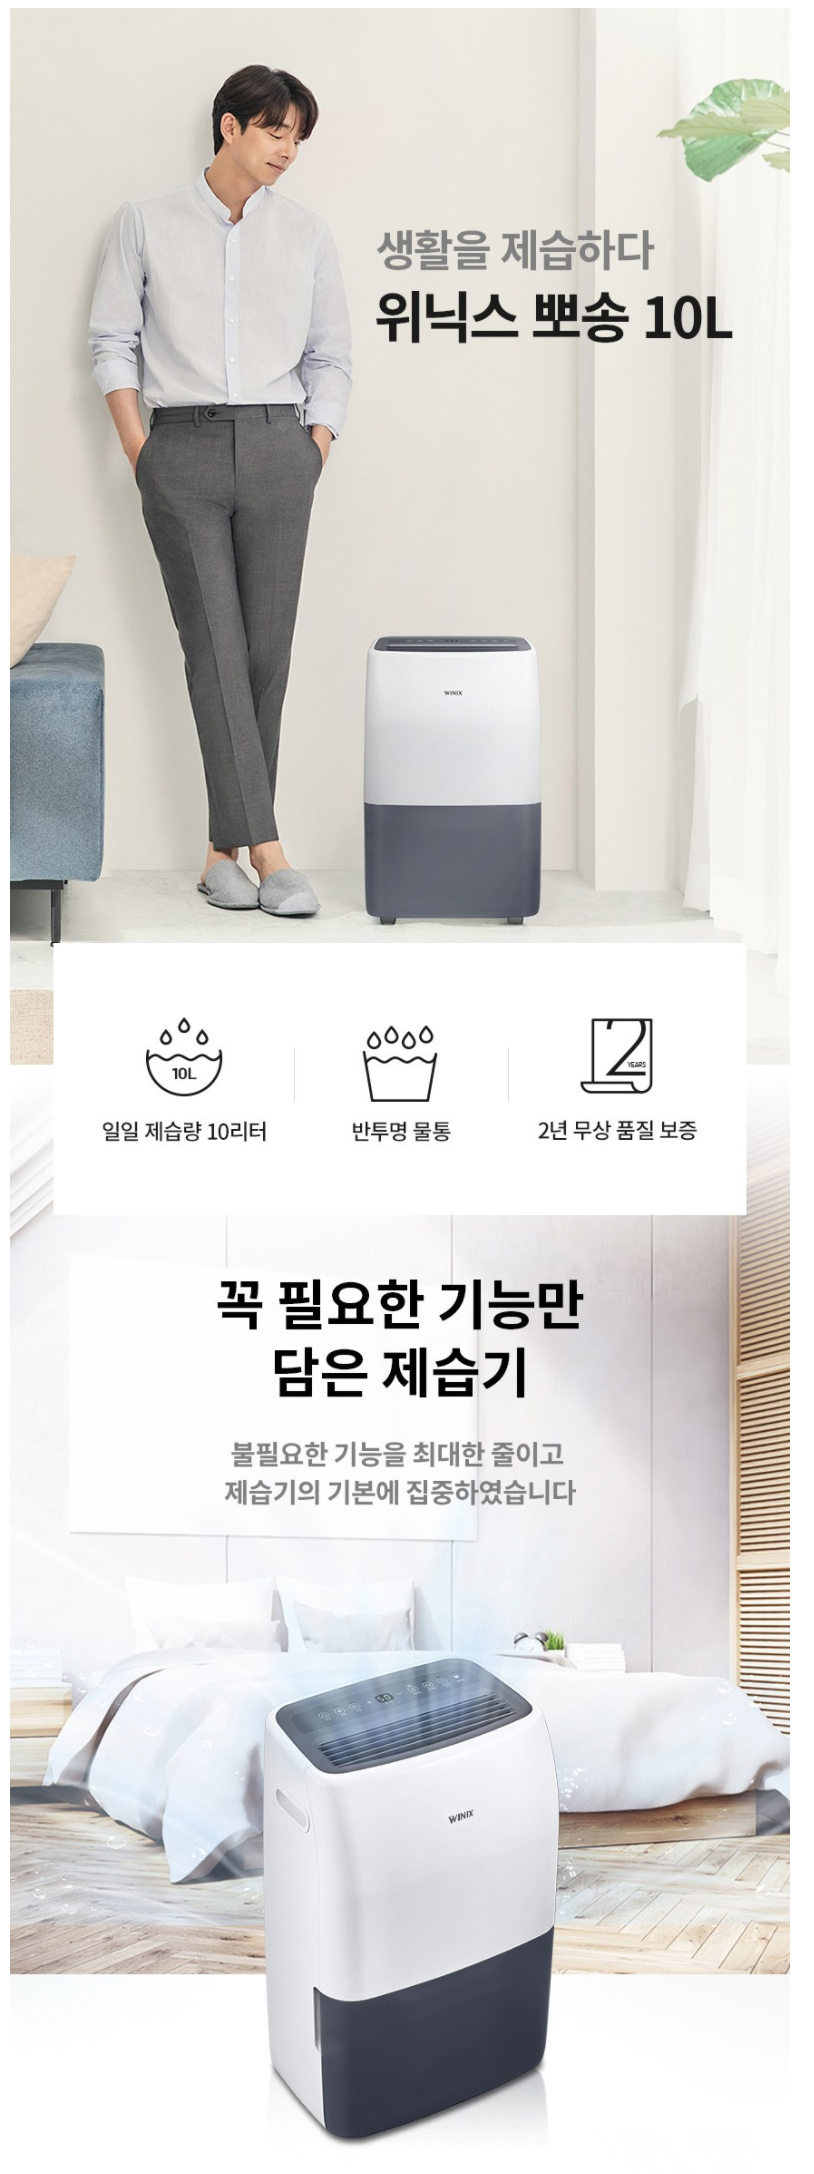 생활을 제습하다
위닉스 뽀송 10L
WINIX
10L
2
YEARS
일일 제습량 10리터
반투명 물통
2년 무상 품질 보증
꼭 필요한 기능만
담은 제습기
불필요한 기능을 최대한 줄이고
제습기의 기본에 집중하였습니다
WINIX